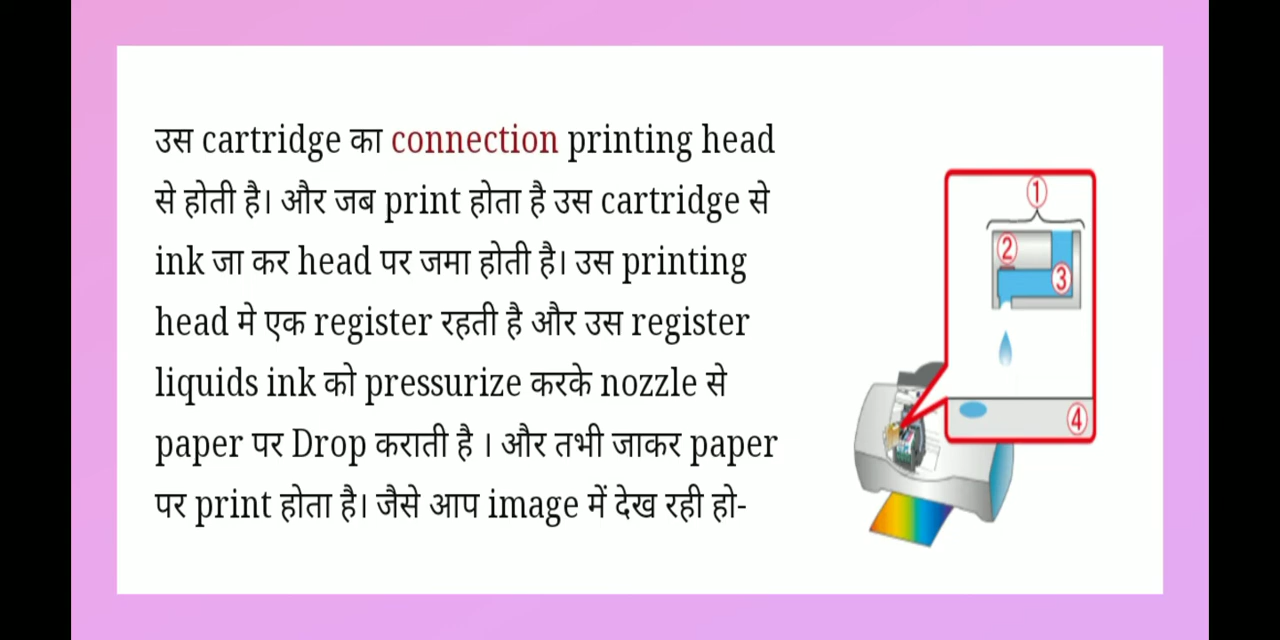 उस cartridge का connection printing head
से होती है। और जब print होता है उस cartridge से
ink जा कर head पर जमा होती है। उस printing
head मे एक register रहती है और उस register
liquids ink को pressurize करके nozzle से
paper पर Drop कराती है । और तभी जाकर paper
पर print होता है। जैसे आप image में देख रही हो-
①
②
③
④